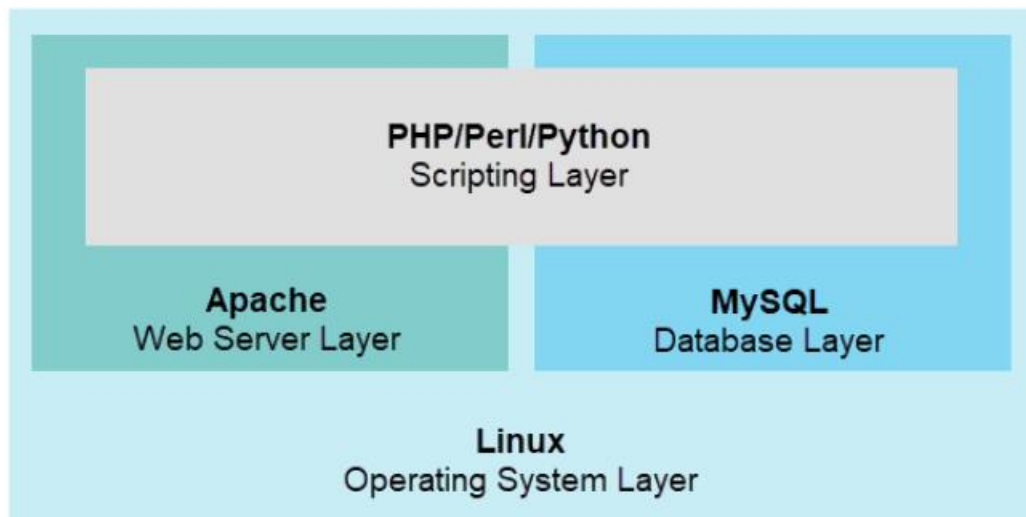 PHP/Perl/Python
Scripting Layer
Apache
Web Server Layer
MySQL
Database Layer
Linux
Operating System Layer